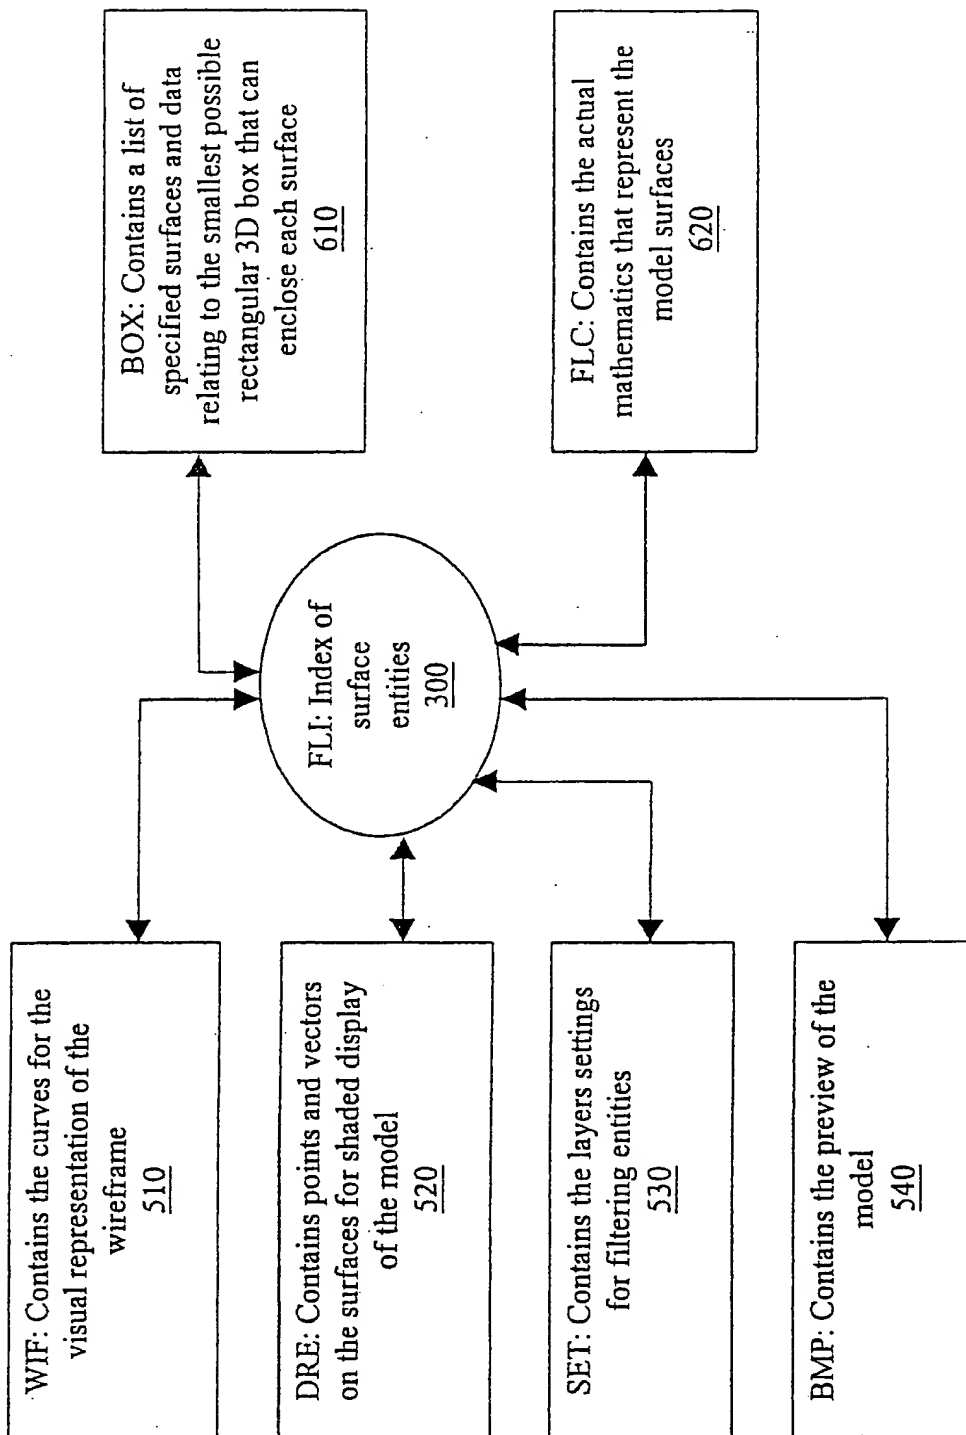 WIF: Contains the curves for the
visual representation of the
wireframe
510
DRE: Contains points and vectors
on the surfaces for shaded display
of the model
520
SET: Contains the layers settings
for filtering entities
530
BMP: Contains the preview of the
model
540
FLI: Index of
surface
entities
300
BOX: Contains a list of
specified surfaces and data
relating to the smallest possible
rectangular 3D box that can
enclose each surface
610
FLC: Contains the actual
mathematics that represent the
model surfaces
620